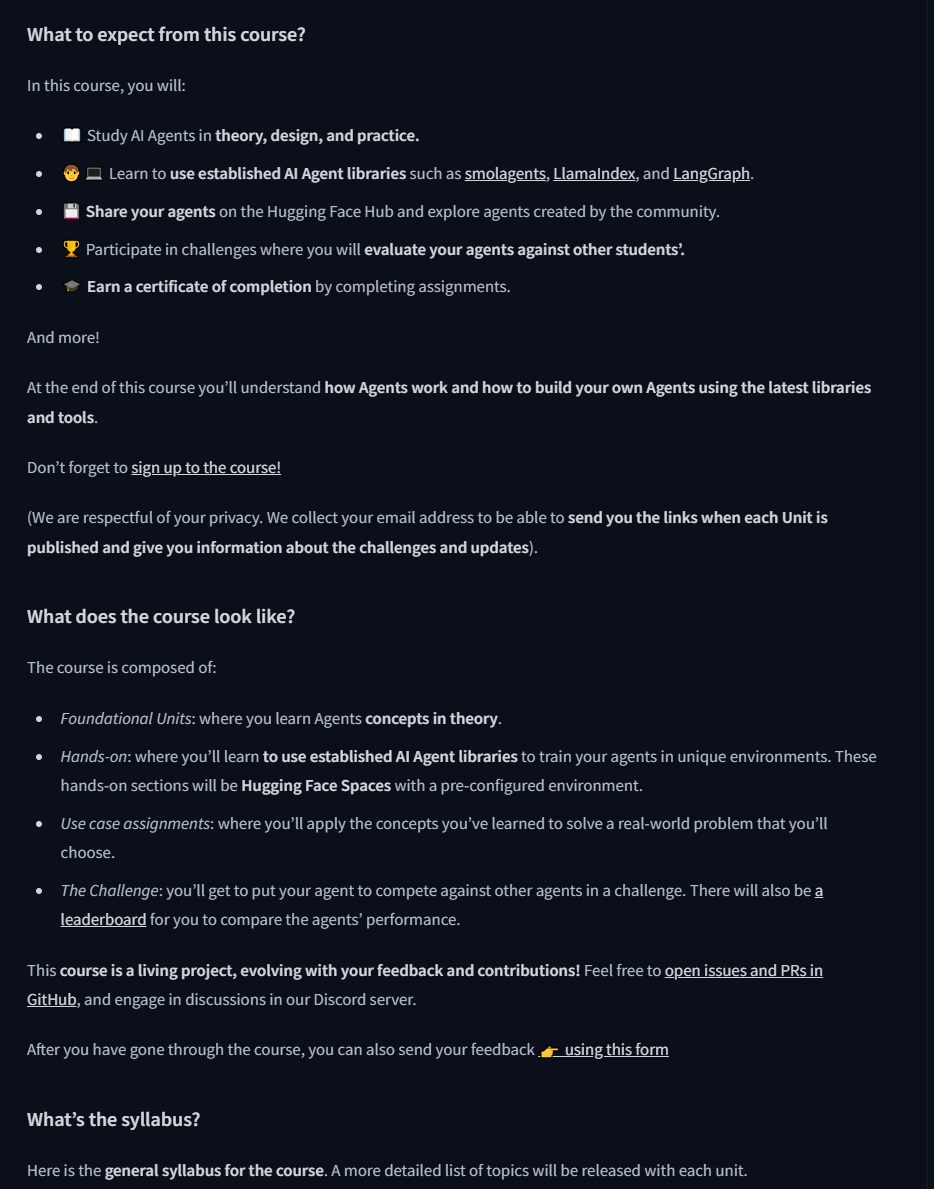 What to expect from this course?
In this course, you will:
• 📖 Study AI Agents in theory, design, and practice.
• 🧑 💻 Learn to use established AI Agent libraries such as smolagents, LlamaIndex, and LangGraph.
• 💾 Share your agents on the Hugging Face Hub and explore agents created by the community.
• 🏆 Participate in challenges where you will evaluate your agents against other students’.
• 🎓 Earn a certificate of completion by completing assignments.
And more!
At the end of this course you’ll understand how Agents work and how to build your own Agents using the latest libraries
and tools.
Don’t forget to sign up to the course!
(We are respectful of your privacy. We collect your email address to be able to send you the links when each Unit is
published and give you information about the challenges and updates).
What does the course look like?
The course is composed of:
• Foundational Units: where you learn Agents concepts in theory.
• Hands-on: where you’ll learn to use established AI Agent libraries to train your agents in unique environments. These
hands-on sections will be Hugging Face Spaces with a pre-configured environment.
• Use case assignments: where you’ll apply the concepts you’ve learned to solve a real-world problem that you’ll
choose.
• The Challenge: you’ll get to put your agent to compete against other agents in a challenge. There will also be a
leaderboard for you to compare the agents’ performance.
This course is a living project, evolving with your feedback and contributions! Feel free to open issues and PRs in
GitHub, and engage in discussions in our Discord server.
After you have gone through the course, you can also send your feedback 👉 using this form
What’s the syllabus?
Here is the general syllabus for the course. A more detailed list of topics will be released with each unit.